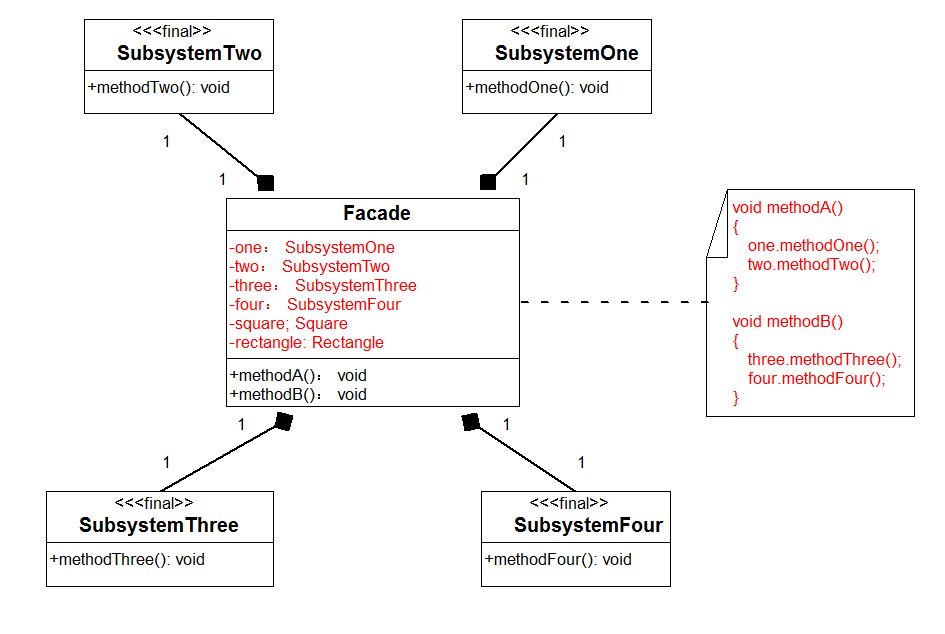 <<<final>>
SubsystemTwo
+methodTwo(): void
<<<final>>
SubsystemOne
+methodOne(): void
1
1
1
1
Facade
-one： SubsystemOne
-two： SubsystemTwo
-three： SubsystemThree
-four： SubsystemFour
-square; Square
-rectangle: Rectangle
+methodA()： void
+methodB()： void
void methodA()
{
one.methodOne();
two.methodTwo();
}
void methodB()
{
three.methodThree();
four.methodFour();
}
1
1
1
1
<<<final>>
SubsystemThree
+methodThree(): void
<<<final>>
SubsystemFour
+methodFour(): void